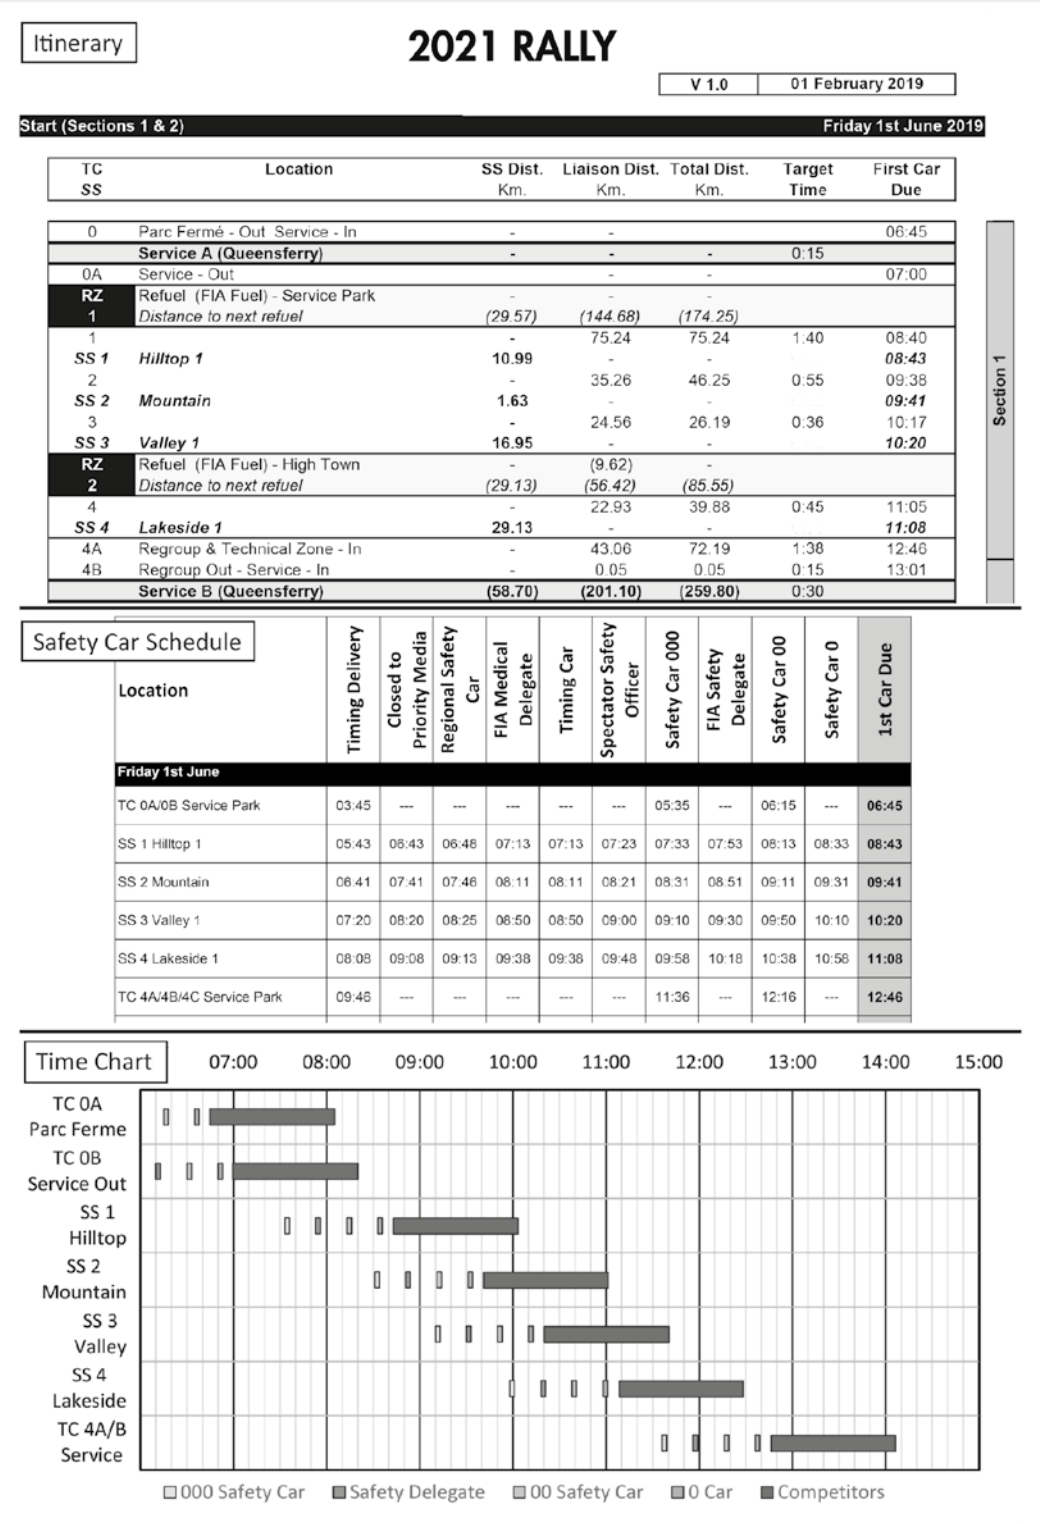 Itinerary
2021 RALLY
V 1.0 01 February 2019
Start (Sections 1 & 2) Friday 1st June 2019
TC Location SS Dist. Liaison Dist. Total Dist. Target First Car
SS Km. Km. Km. Time Due
0 Parc Fermé - Out Service - In - - 06:45
Service A (Queensferry) - - - 0:15
0A Service - Out - - 07:00
RZ Refuel (FIA Fuel) - Service Park - - -
1 Distance to next refuel (29.57) (144.68) (174.25)
1 - 75.24 75.24 1:40 08:40
SS 1 Hilltop 1 10.99 - - 08:43
2 - 35.26 46.25 0:55 09:38
SS 2 Mountain 1.63 - - 09:41
3 - 24.56 26.19 0:36 10:17
SS 3 Valley 1 16.95 - - 10:20
RZ Refuel (FIA Fuel) - High Town - (9.62) -
2 Distance to next refuel (29.13) (56.42) (85.55)
4 - 22.93 39.88 0:45 11:05
SS 4 Lakeside 1 29.13 - - 11:08
4A Regroup & Technical Zone - In - 43.06 72.19 1:38 12:46
4B Regroup Out - Service - In - 0.05 0.05 0:15 13:01
Service B (Queensferry) (58.70) (201.10) (259.80) 0:30
Section 1
Safety Car Schedule
Location
Timing Delivery
Closed to
Priority Media
Regional Safety
Car
FIA Medical
Delegate
Timing Car
Spectator Safety
Officer
Safety Car 000
FIA Safety
Delegate
Safety Car 00
Safety Car 0
1st Car Due
Friday 1st June
TC 0A/0B Service Park 03:45 --- --- --- --- --- 05:35 --- 06:15 --- 06:45
SS 1 Hilltop 1 05:43 06:43 06:48 07:13 07:13 07:23 07:33 07:53 08:13 08:33 08:43
SS 2 Mountain 06:41 07:41 07:46 08:11 08:11 08:21 08:31 08:51 09:11 09:31 09:41
SS 3 Valley 1 07:20 08:20 08:25 08:50 08:50 09:00 09:10 09:30 09:50 10:10 10:20
SS 4 Lakeside 1 08:08 09:08 09:13 09:38 09:38 09:48 09:58 10:18 10:38 10:58 11:08
TC 4A/4B/4C Service Park 09:46 --- --- --- --- --- 11:36 --- 12:16 --- 12:46
Time Chart 07:00 08:00 09:00 10:00 11:00 12:00 13:00 14:00 15:00
TC 0A
Parc Ferme
TC 0B
Service Out
SS 1
Hilltop
SS 2
Mountain
SS 3
Valley
SS 4
Lakeside
TC 4A/B
Service
000 Safety Car Safety Delegate 00 Safety Car 0 Car Competitors